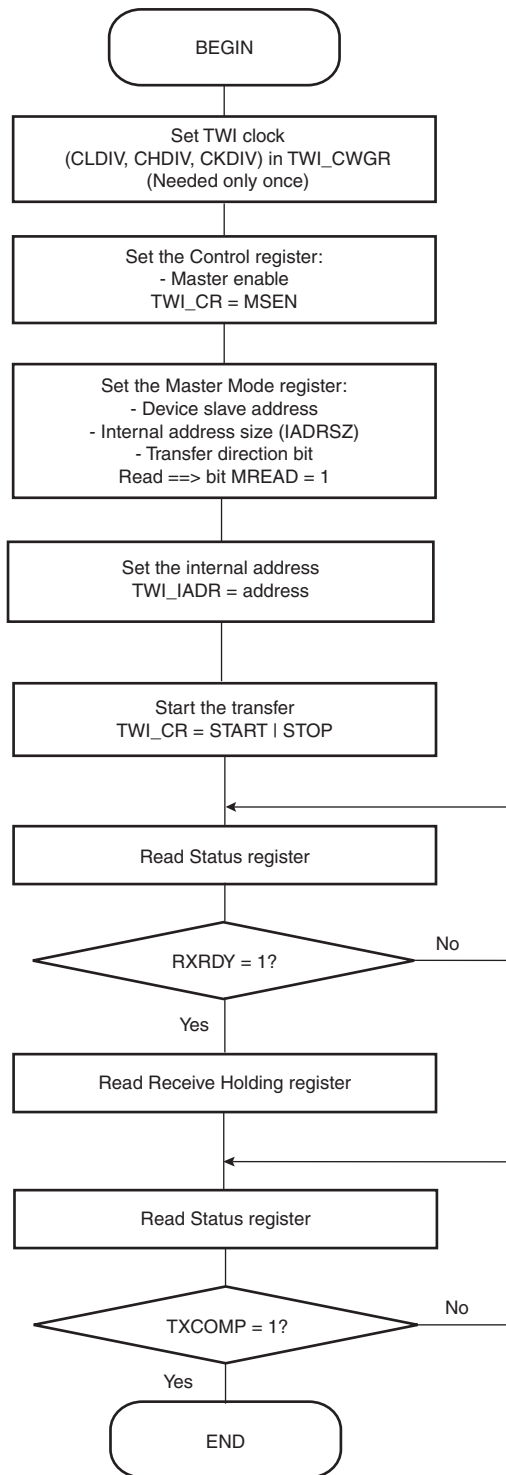 BEGIN
Set TWI clock
(CLDIV, CHDIV, CKDIV) in TWI_CWGR
(Needed only once)
Set the Control register:
- Master enable
TWI_CR = MSEN
Set the Master Mode register:
- Device slave address
- Internal address size (IADRSZ)
- Transfer direction bit
Read ==> bit MREAD = 1
Set the internal address
TWI_IADR = address
Start the transfer
TWI_CR = START | STOP
Read Status register
RXRDY = 1?
No
Yes
Read Receive Holding register
Read Status register
TXCOMP = 1?
No
Yes
END